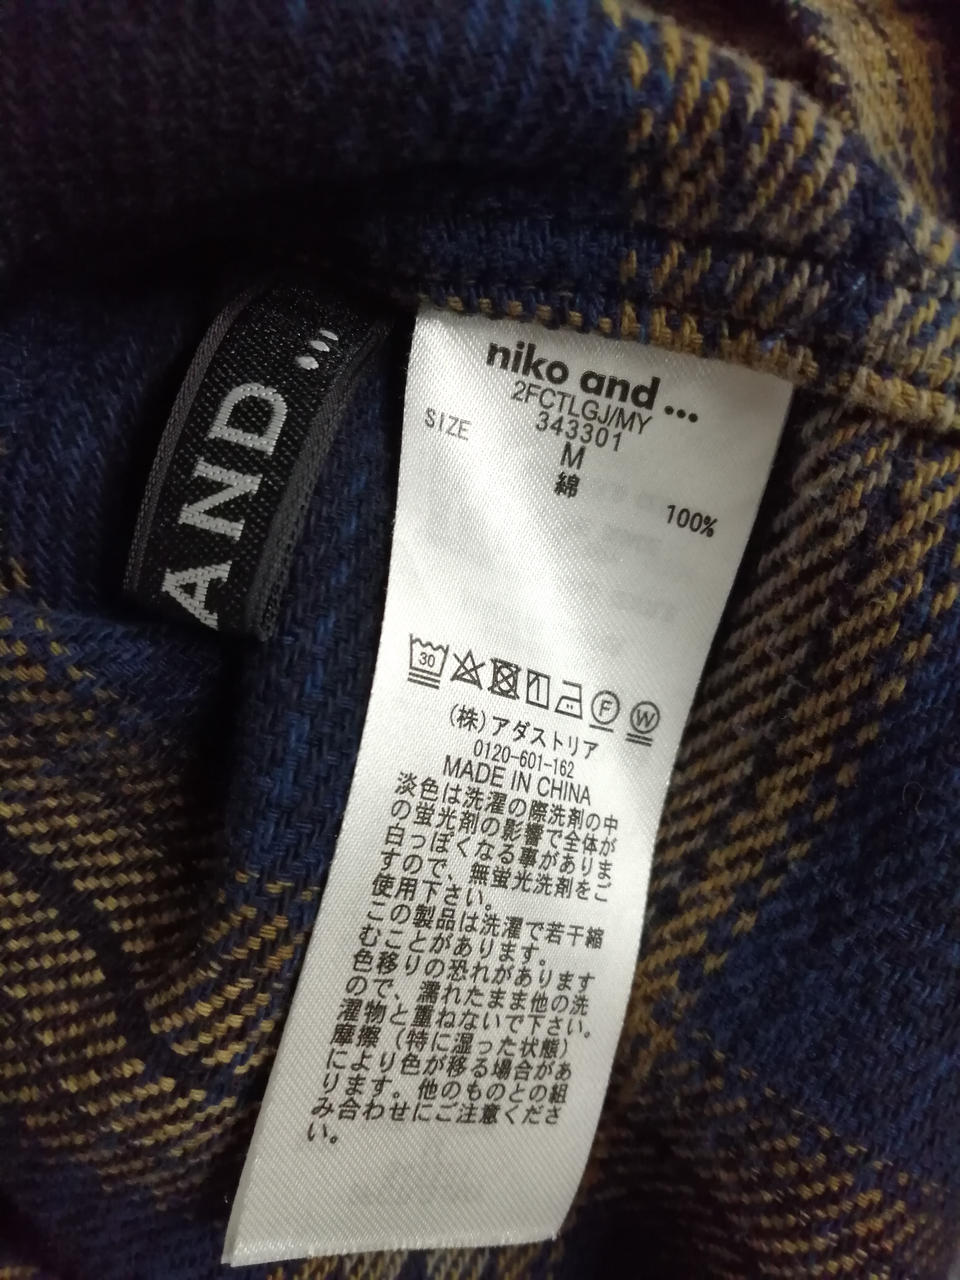 AND...
niko and...
2FCTLGJ/MY
343301
SIZE M
綿
100%
30
F
W
(株)アダストリア
0120-601-162
MADE IN CHINA
淡色は洗濯の際洗剤の中
の蛍光剤の影響で全体が
白っぽくなる事がありま
すので、無蛍光洗剤をご
使用下さい。
この製品は洗濯で若干縮
むことがあります。
色移りの恐れがあります
ので、濡れたまま他の洗
濯物と重ねないで下さい。
摩擦（特に湿った状態）
により色が移る場合があ
ります。他のものとの組
み合わせにご注意くださ
い。